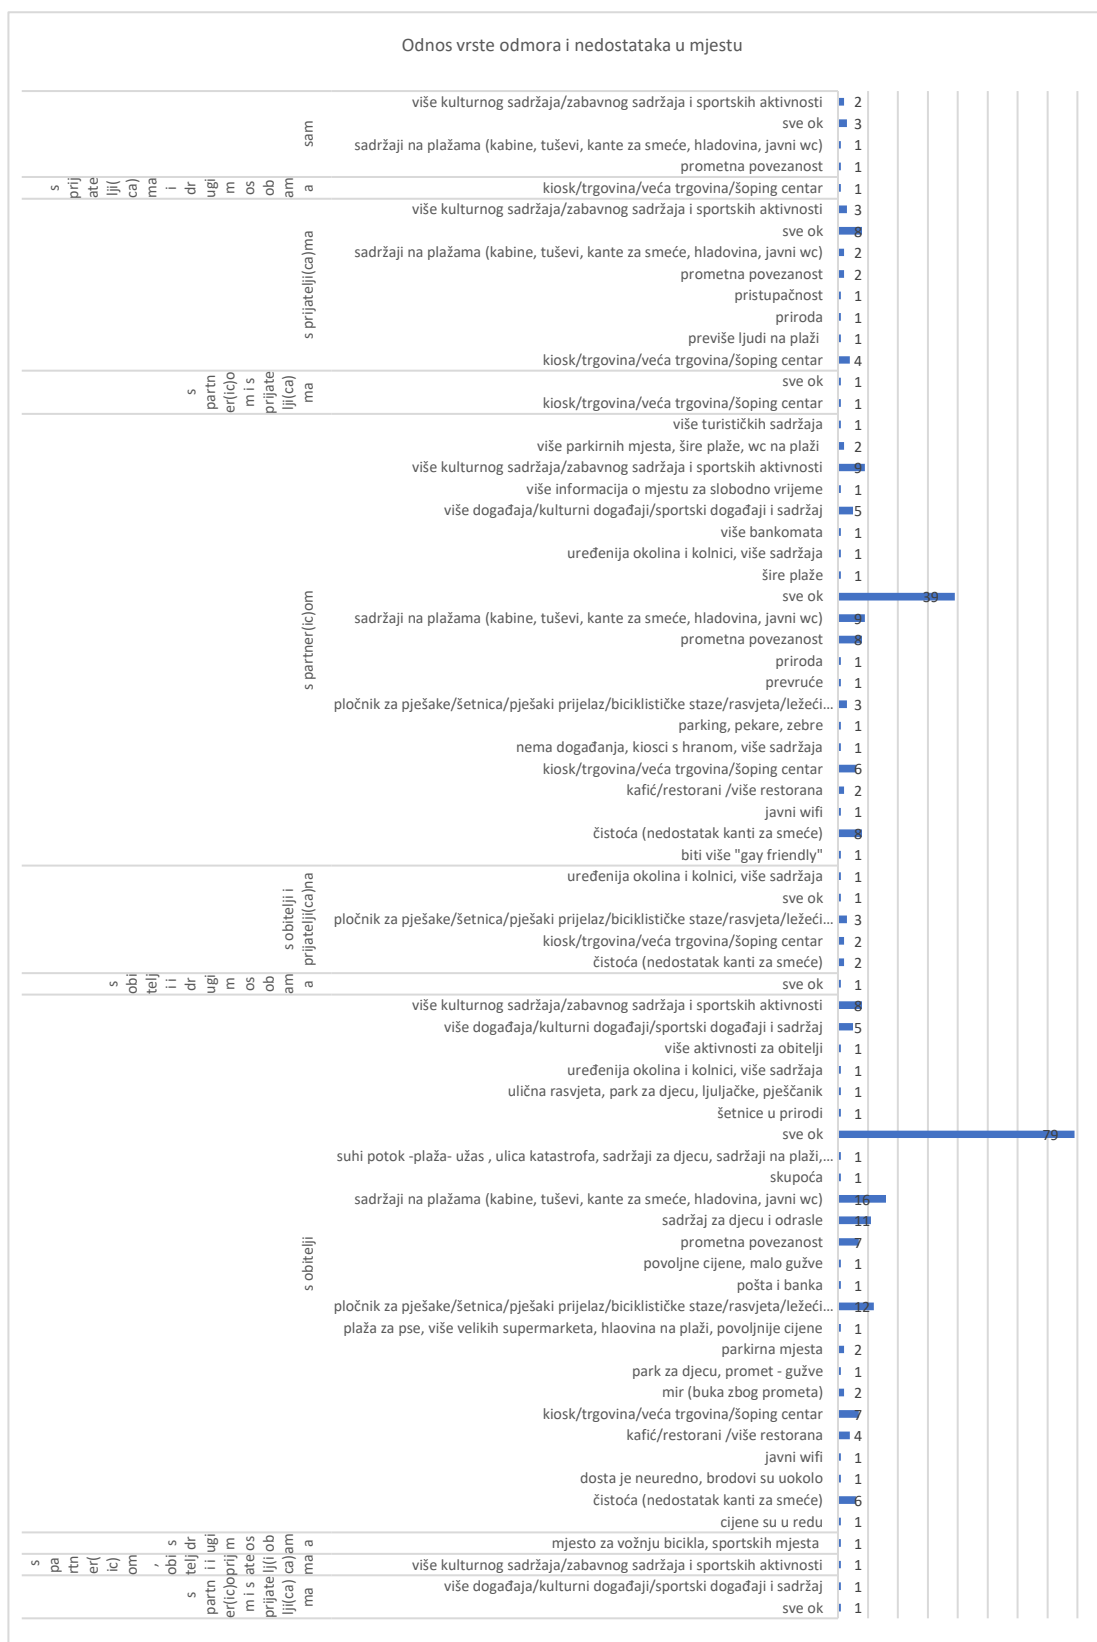 Odnos vrste odmora i nedostataka u mjestu
sam
više kulturnog sadržaja/zabavnog sadržaja i sportskih aktivnosti 2
sve ok 3
sadržaji na plažama (kabine, tuševi, kante za smeće, hladovina, javni wc) 1
prometna povezanost 1
s prijatelji(ca)ma i drugim osobama
kiosk/trgovina/veća trgovina/šoping centar 1
s prijatelji(ca)ma
više kulturnog sadržaja/zabavnog sadržaja i sportskih aktivnosti 3
sve ok 8
sadržaji na plažama (kabine, tuševi, kante za smeće, hladovina, javni wc) 2
prometna povezanost 2
pristupačnost 1
priroda 1
previše ljudi na plaži 1
kiosk/trgovina/veća trgovina/šoping centar 4
s partner(ic)om i s prijatelji(ca)ma
sve ok 1
kiosk/trgovina/veća trgovina/šoping centar 1
s partner(ic)om
više turističkih sadržaja 1
više parkirnih mjesta, šire plaže, wc na plaži 2
više kulturnog sadržaja/zabavnog sadržaja i sportskih aktivnosti 9
više informacija o mjestu za slobodno vrijeme 1
više događaja/kulturni događaji/sportski događaji i sadržaj 5
više bankomata 1
uređenija okolina i kolnici, više sadržaja 1
šire plaže 1
sve ok 39
sadržaji na plažama (kabine, tuševi, kante za smeće, hladovina, javni wc) 9
prometna povezanost 8
priroda 1
prevruće 1
pločnik za pješake/šetnica/pješaki prijelaz/biciklističke staze/rasvjeta/ležeći… 3
parking, pekare, zebre 1
nema događanja, kiosci s hranom, više sadržaja 1
kiosk/trgovina/veća trgovina/šoping centar 6
kafić/restorani /više restorana 2
javni wifi 1
čistoća (nedostatak kanti za smeće) 8
biti više "gay friendly" 1
s obitelji i prijatelji(ca)na
uređenija okolina i kolnici, više sadržaja 1
sve ok 1
pločnik za pješake/šetnica/pješaki prijelaz/biciklističke staze/rasvjeta/ležeći… 3
kiosk/trgovina/veća trgovina/šoping centar 2
čistoća (nedostatak kanti za smeće) 2
s obitelj i i drugim osobama
sve ok 1
s obitelji
više kulturnog sadržaja/zabavnog sadržaja i sportskih aktivnosti 8
više događaja/kulturni događaji/sportski događaji i sadržaj 5
više aktivnosti za obitelji 1
uređenija okolina i kolnici, više sadržaja 1
ulična rasvjeta, park za djecu, ljuljačke, pješčanik 1
šetnice u prirodi 1
sve ok 79
suhi potok -plaža- užas , ulica katastrofa, sadržaji za djecu, sadržaji na plaži,… 1
skupoća 1
sadržaji na plažama (kabine, tuševi, kante za smeće, hladovina, javni wc) 16
sadržaj za djecu i odrasle 11
prometna povezanost 7
povoljne cijene, malo gužve 1
pošta i banka 1
pločnik za pješake/šetnica/pješaki prijelaz/biciklističke staze/rasvjeta/ležeći… 12
plaža za pse, više velikih supermarketa, hlaovina na plaži, povoljnije cijene 1
parkirna mjesta 2
park za djecu, promet - gužve 1
mir (buka zbog prometa) 2
kiosk/trgovina/veća trgovina/šoping centar 7
kafić/restorani /više restorana 4
javni wifi 1
dosta je neuredno, brodovi su uokolo 1
čistoća (nedostatak kanti za smeće) 6
cijene su u redu 1
mjesto za vožnju bicikla, sportskih mjesta 1
više kulturnog sadržaja/zabavnog sadržaja i sportskih aktivnosti 1
s partner(ic)om i s prijatelji(ca)ma
više događaja/kulturni događaji/sportski događaji i sadržaj 1
sve ok 1